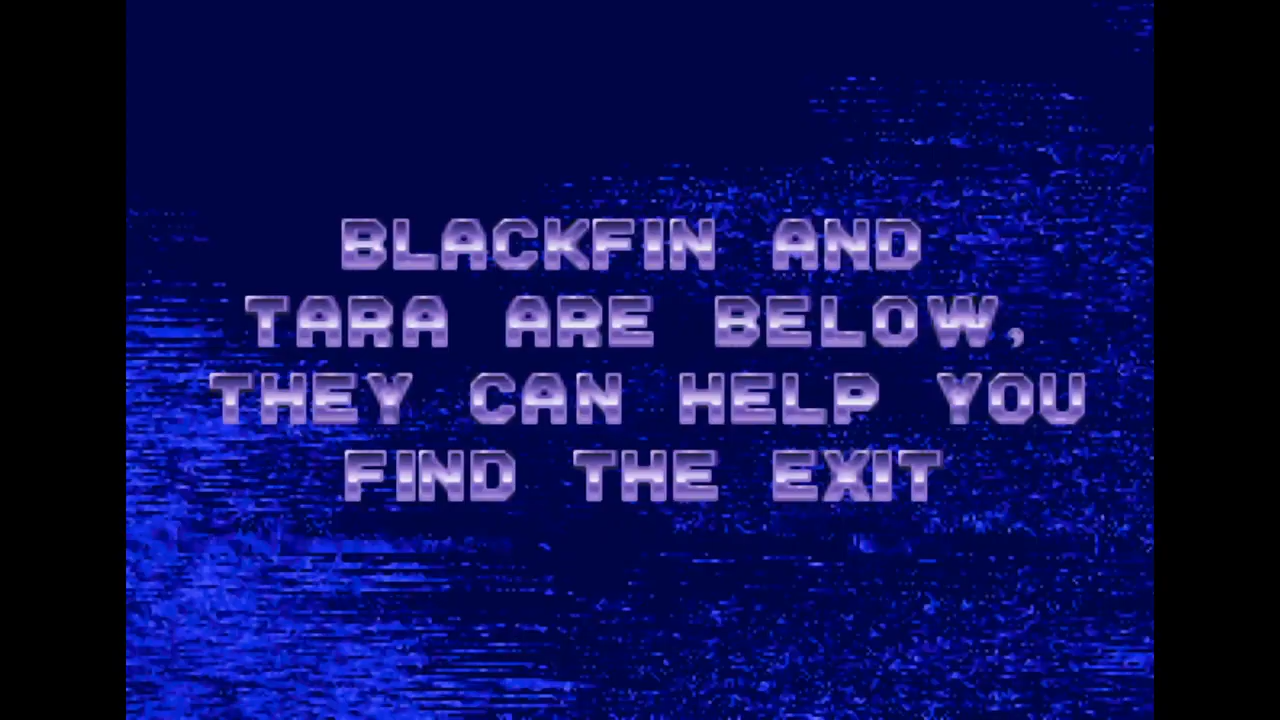 BLACKFIN AND
TARA ARE BELOW,
THEY CAN HELP YOU
FIND THE EXIT